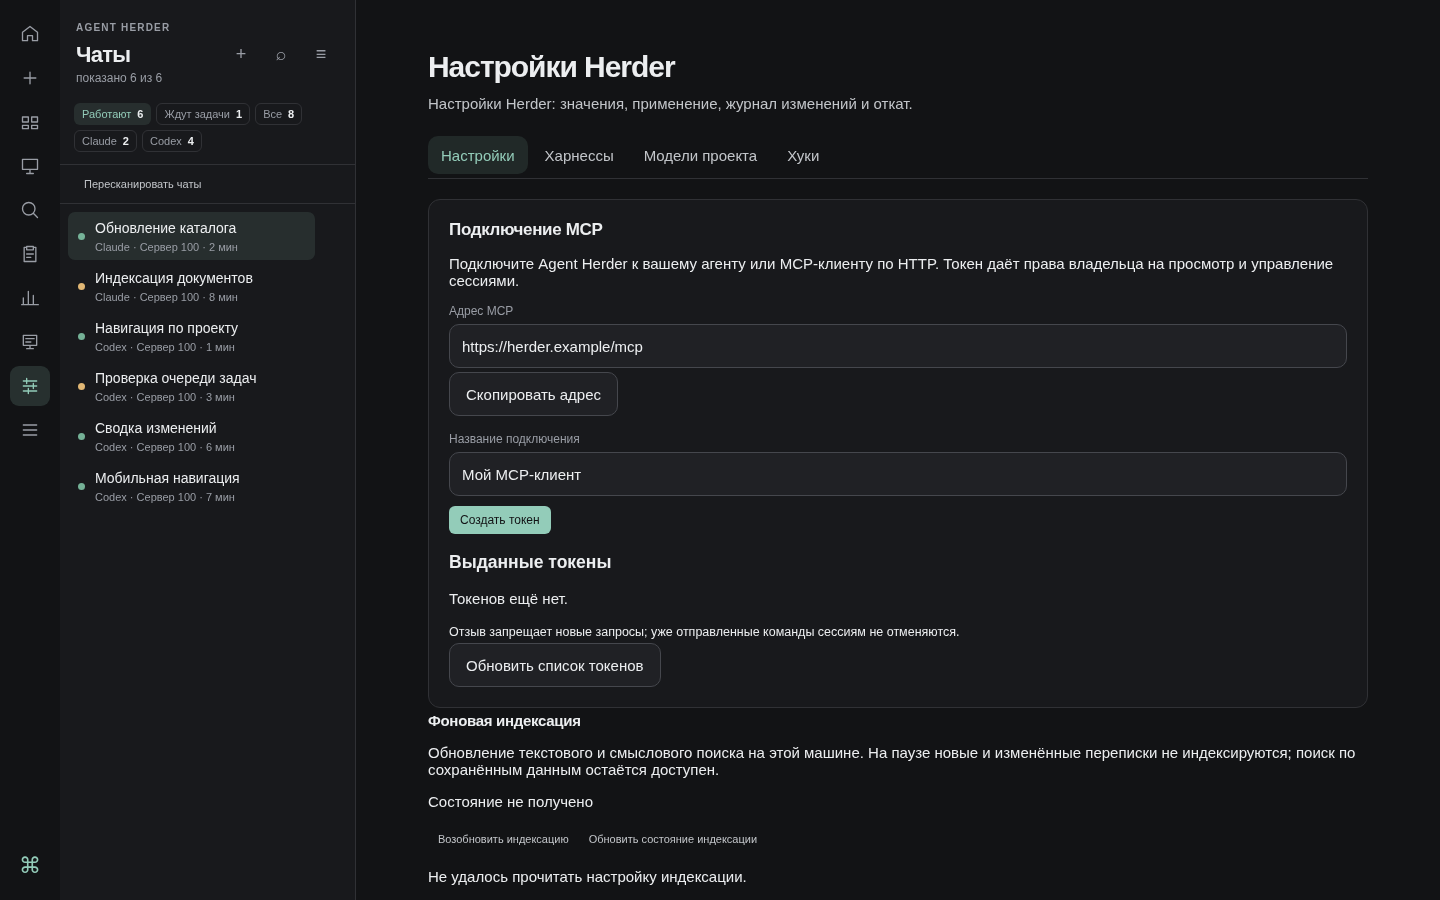 AGENT HERDER
Чаты
показано 6 из 6
Работают 6
Ждут задачи 1
Все 8
Claude 2
Codex 4
Пересканировать чаты
Обновление каталога
Claude · Сервер 100 · 2 мин
Индексация документов
Claude · Сервер 100 · 8 мин
Навигация по проекту
Codex · Сервер 100 · 1 мин
Проверка очереди задач
Codex · Сервер 100 · 3 мин
Сводка изменений
Codex · Сервер 100 · 6 мин
Мобильная навигация
Codex · Сервер 100 · 7 мин
Настройки Herder
Настройки Herder: значения, применение, журнал изменений и откат.
Настройки
Харнессы
Модели проекта
Хуки
Подключение MCP
Подключите Agent Herder к вашему агенту или MCP-клиенту по HTTP. Токен даёт права владельца на просмотр и управление
сессиями.
Адрес MCP
https://herder.example/mcp
Скопировать адрес
Название подключения
Мой MCP-клиент
Создать токен
Выданные токены
Токенов ещё нет.
Отзыв запрещает новые запросы; уже отправленные команды сессиям не отменяются.
Обновить список токенов
Фоновая индексация
Обновление текстового и смыслового поиска на этой машине. На паузе новые и изменённые переписки не индексируются; поиск по
сохранённым данным остаётся доступен.
Состояние не получено
Возобновить индексацию
Обновить состояние индексации
Не удалось прочитать настройку индексации.